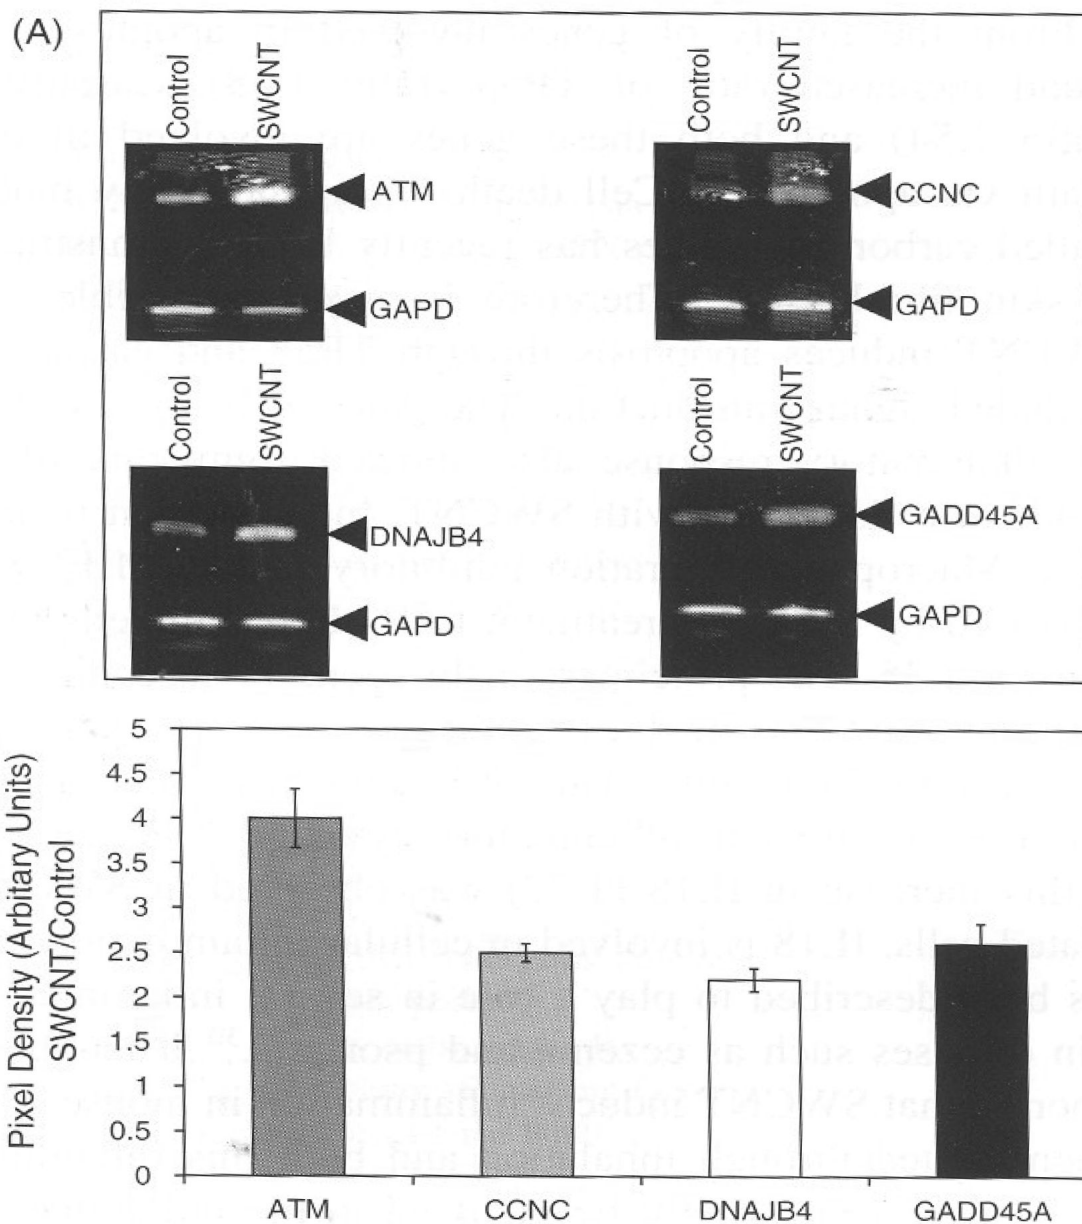 (A)
Control
SWCNT
ATM
GAPD
Control
SWCNT
CCNC
GAPD
Control
SWCNT
DNAJB4
GAPD
Control
SWCNT
GADD45A
GAPD
Pixel Density (Arbitary Units)
SWCNT/Control
5
4.5
4
3.5
3
2.5
2
1.5
1
0.5
0
ATM
CCNC
DNAJB4
GADD45A